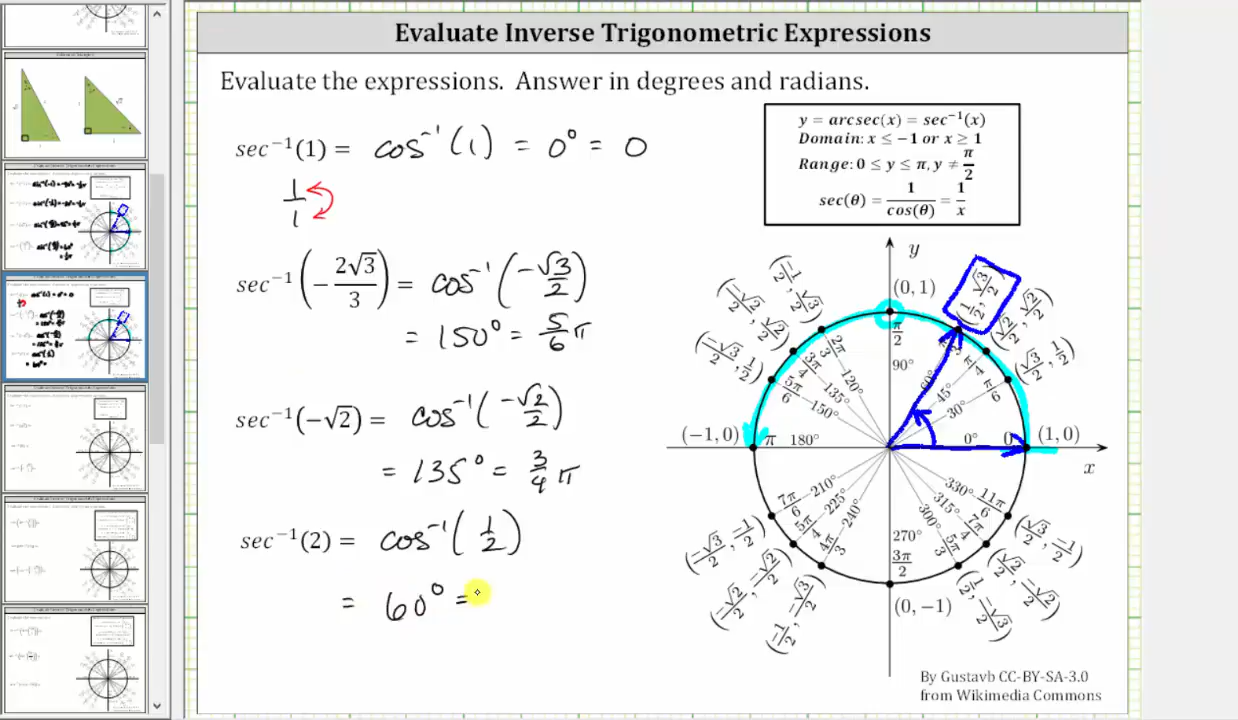 Evaluate Inverse Trigonometric Expressions
Evaluate the expressions. Answer in degrees and radians.
sec⁻¹(1) = cos⁻¹(1) = 0° = 0
1/1
sec⁻¹(−2√3/3) = cos⁻¹(−√3/2)
= 150° = 5/6 π
sec⁻¹(−√2) = cos⁻¹(−√2/2)
= 135° = 3/4 π
sec⁻¹(2) = cos⁻¹(1/2)
= 60° =
y = arcsec(x) = sec⁻¹(x)
Domain: x ≤ −1 or x ≥ 1
Range: 0 ≤ y ≤ π, y ≠ π/2
sec(θ) = 1/cos(θ) = 1/x
y
(0, 1)
(−1/2, √3/2)
(1/2, √3/2)
(−√2/2, √2/2)
(√2/2, √2/2)
(−√3/2, 1/2)
(√3/2, 1/2)
π/2
90°
2π/3
120°
60°
3π/4
135°
π/4
45°
5π/6
150°
π/6
30°
(−1, 0)
π
180°
0°
0
(1, 0)
x
7π/6
210°
330°
11π/6
5π/4
225°
315°
7π/4
4π/3
240°
300°
5π/3
270°
3π/2
(−√3/2, −1/2)
(√3/2, −1/2)
(−√2/2, −√2/2)
(√2/2, −√2/2)
(−1/2, −√3/2)
(1/2, −√3/2)
(0, −1)
By Gustavb CC-BY-SA-3.0
from Wikimedia Commons